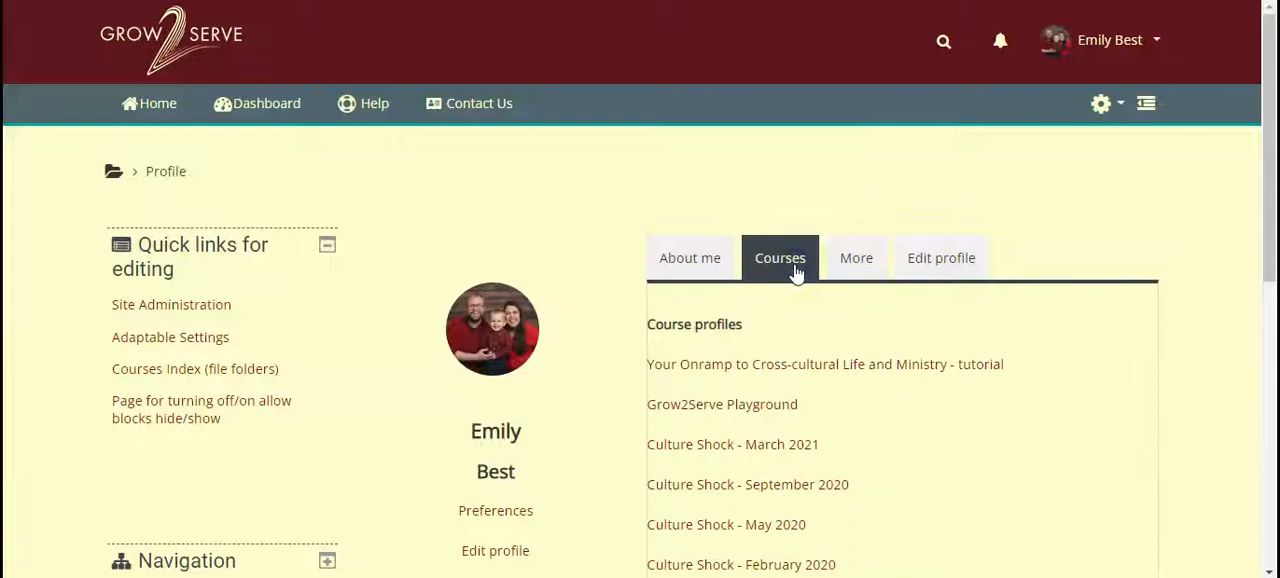 GROW 2 SERVE
Emily Best
Home
Dashboard
Help
Contact Us
Profile
Quick links for
editing
Site Administration
Adaptable Settings
Courses Index (file folders)
Page for turning off/on allow
blocks hide/show
Navigation
Emily
Best
Preferences
Edit profile
About me
Courses
More
Edit profile
Course profiles
Your Onramp to Cross-cultural Life and Ministry - tutorial
Grow2Serve Playground
Culture Shock - March 2021
Culture Shock - September 2020
Culture Shock - May 2020
Culture Shock - February 2020